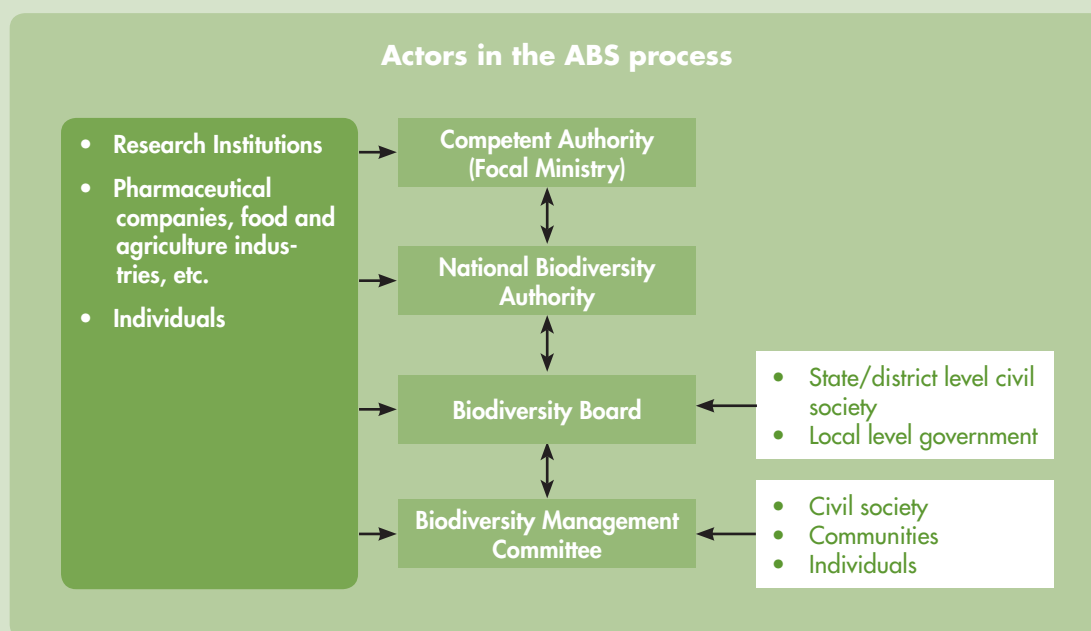 Actors in the ABS process
• Research Institutions
• Pharmaceutical
companies, food and
agriculture indus-
tries, etc.
• Individuals
Competent Authority
(Focal Ministry)
National Biodiversity
Authority
Biodiversity Board
Biodiversity Management
Committee
• State/district level civil
society
• Local level government
• Civil society
• Communities
• Individuals